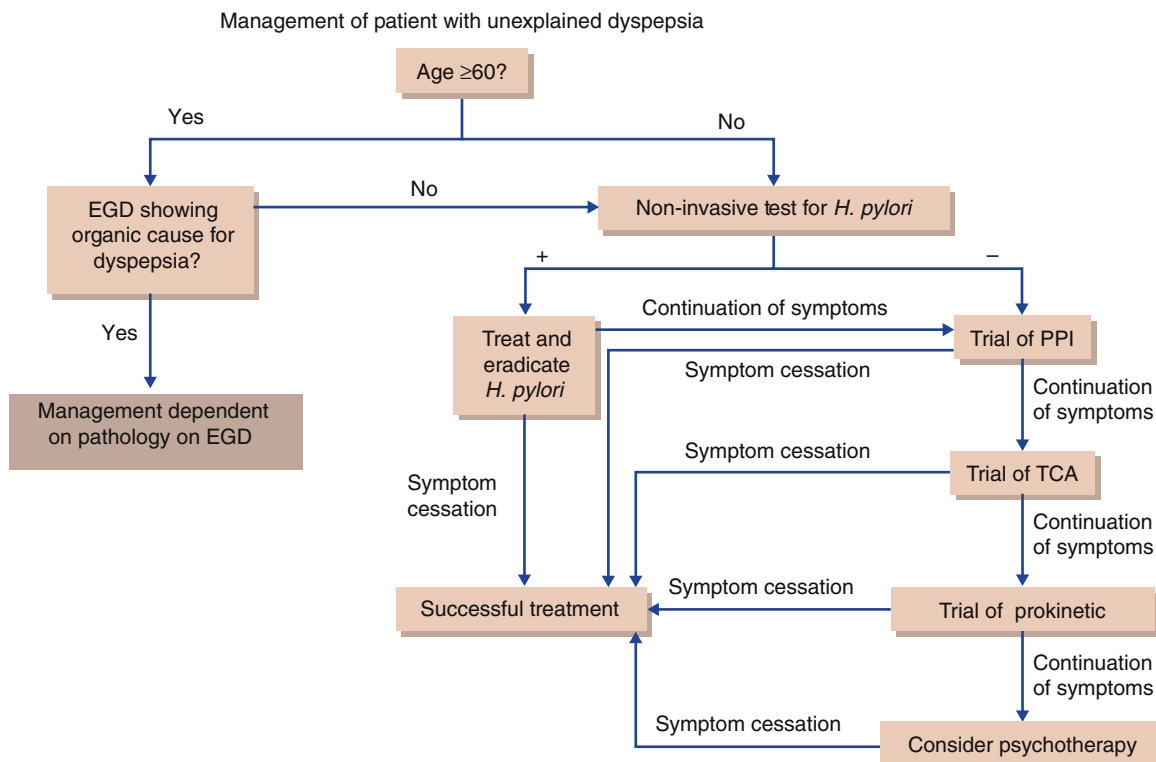 Management of patient with unexplained dyspepsia
Age ≥60?
Yes
No
EGD showing
organic cause for
dyspepsia?
No
Non-invasive test for H. pylori
+
–
Yes
Treat and
eradicate
H. pylori
Continuation of symptoms
Trial of PPI
Symptom cessation
Continuation
of symptoms
Management dependent
on pathology on EGD
Symptom
cessation
Symptom cessation
Trial of TCA
Continuation
of symptoms
Successful treatment
Symptom cessation
Trial of prokinetic
Continuation
of symptoms
Symptom cessation
Consider psychotherapy